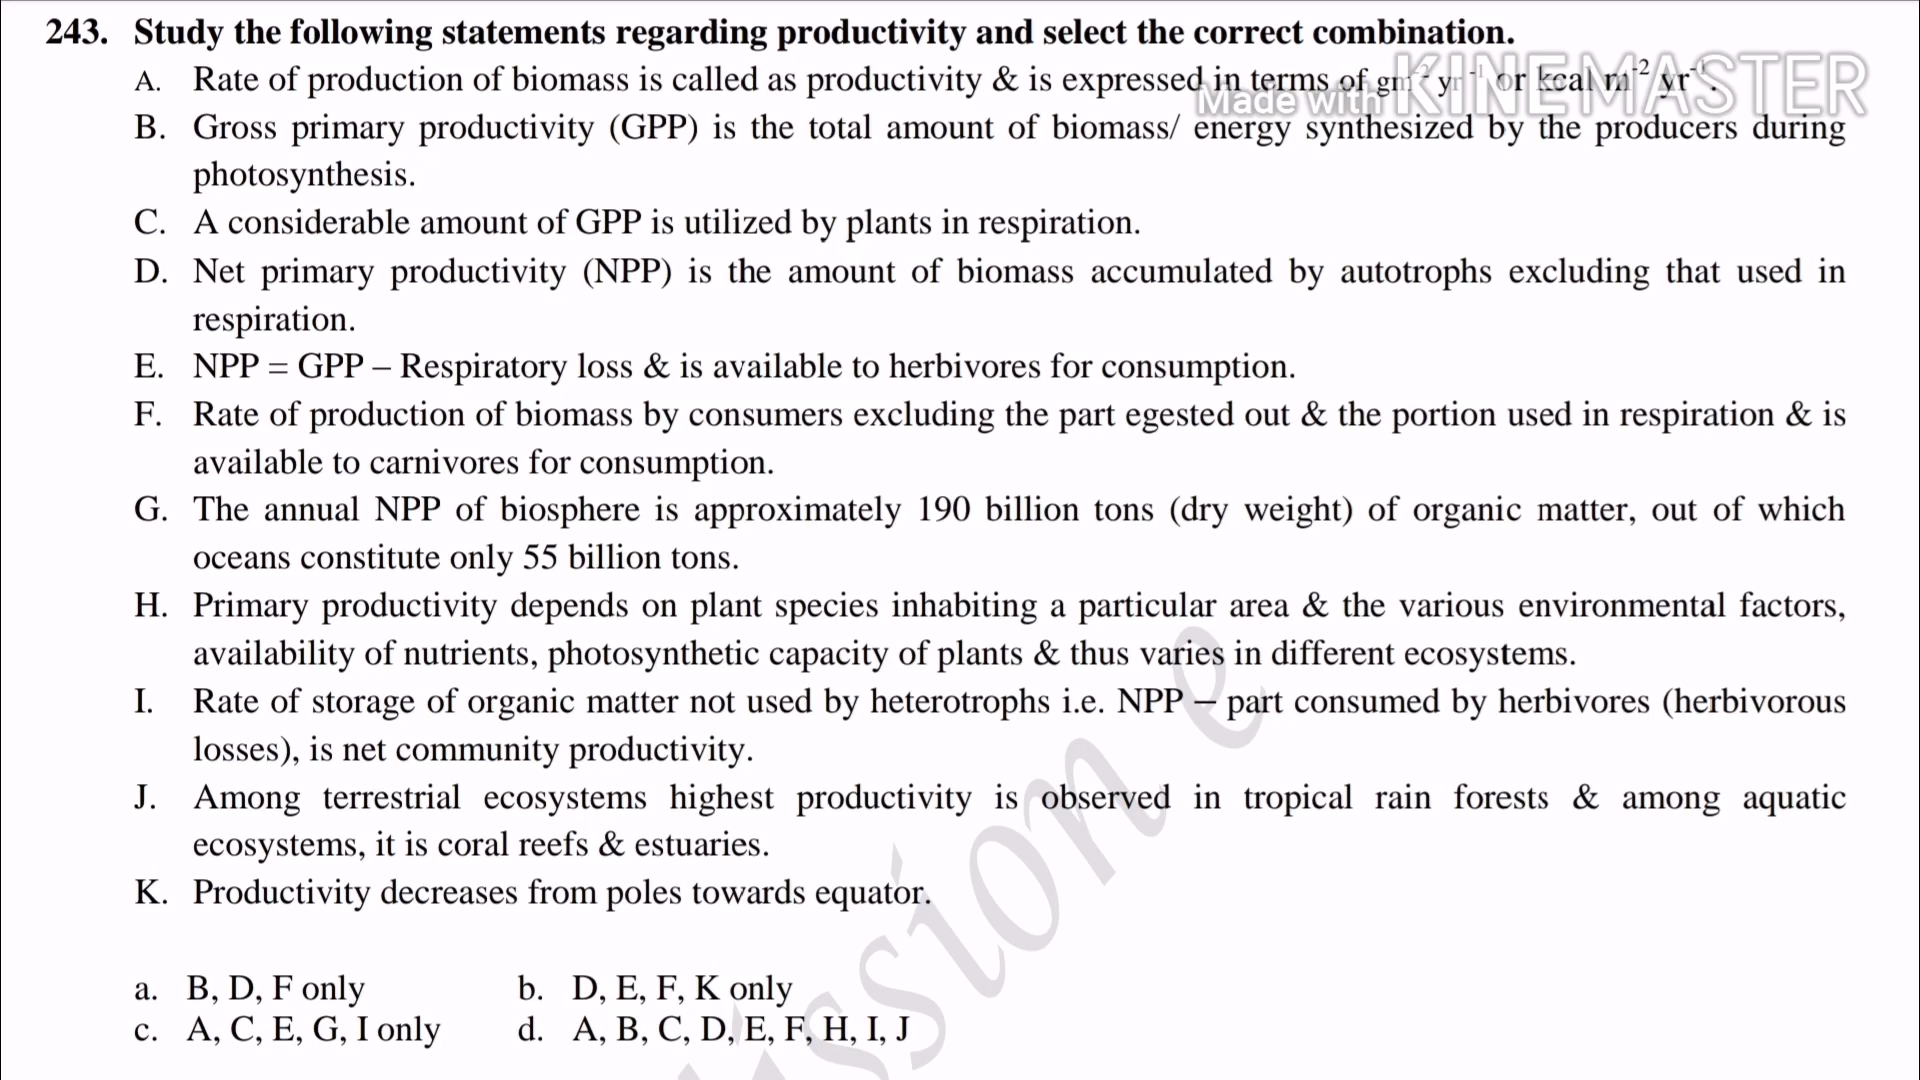 243. Study the following statements regarding productivity and select the correct combination.
A. Rate of production of biomass is called as productivity & is expressed in terms of gm⁻² yr⁻¹ or kcal m⁻² yr⁻¹.
Made with KINEMASTER
B. Gross primary productivity (GPP) is the total amount of biomass/ energy synthesized by the producers during
photosynthesis.
C. A considerable amount of GPP is utilized by plants in respiration.
D. Net primary productivity (NPP) is the amount of biomass accumulated by autotrophs excluding that used in
respiration.
E. NPP = GPP – Respiratory loss & is available to herbivores for consumption.
F. Rate of production of biomass by consumers excluding the part egested out & the portion used in respiration & is
available to carnivores for consumption.
G. The annual NPP of biosphere is approximately 190 billion tons (dry weight) of organic matter, out of which
oceans constitute only 55 billion tons.
H. Primary productivity depends on plant species inhabiting a particular area & the various environmental factors,
availability of nutrients, photosynthetic capacity of plants & thus varies in different ecosystems.
I. Rate of storage of organic matter not used by heterotrophs i.e. NPP – part consumed by herbivores (herbivorous
losses), is net community productivity.
J. Among terrestrial ecosystems highest productivity is observed in tropical rain forests & among aquatic
ecosystems, it is coral reefs & estuaries.
K. Productivity decreases from poles towards equator.
a. B, D, F only b. D, E, F, K only
c. A, C, E, G, I only d. A, B, C, D, E, F, H, I, J
ission e